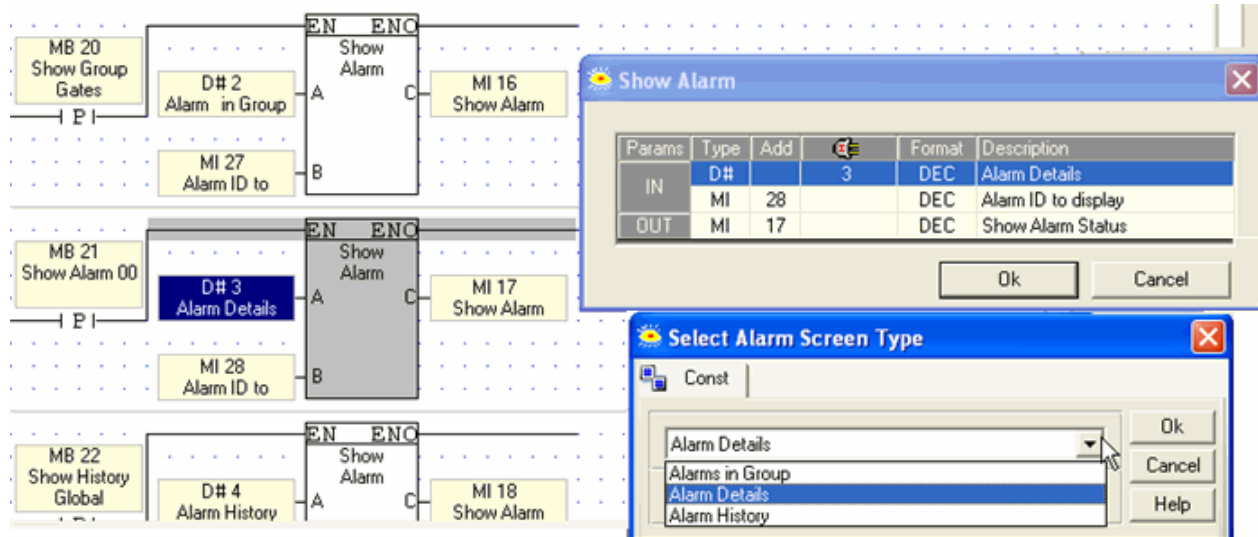 EN ENO
MB 20
Show Group
Gates
P
D# 2
Alarm in Group
Show
Alarm
A
C
MI 16
Show Alarm
MI 27
Alarm ID to
B
EN ENO
MB 21
Show Alarm 00
P
D# 3
Alarm Details
Show
Alarm
A
C
MI 17
Show Alarm
MI 28
Alarm ID to
B
EN ENO
MB 22
Show History
Global
D# 4
Alarm History
Show
Alarm
A
C
MI 18
Show Alarm
Show Alarm
Params Type Add Format Description
IN D# 3 DEC Alarm Details
MI 28 DEC Alarm ID to display
OUT MI 17 DEC Show Alarm Status
Ok Cancel
Select Alarm Screen Type
Const
Alarm Details
Alarms in Group
Alarm Details
Alarm History
Ok
Cancel
Help